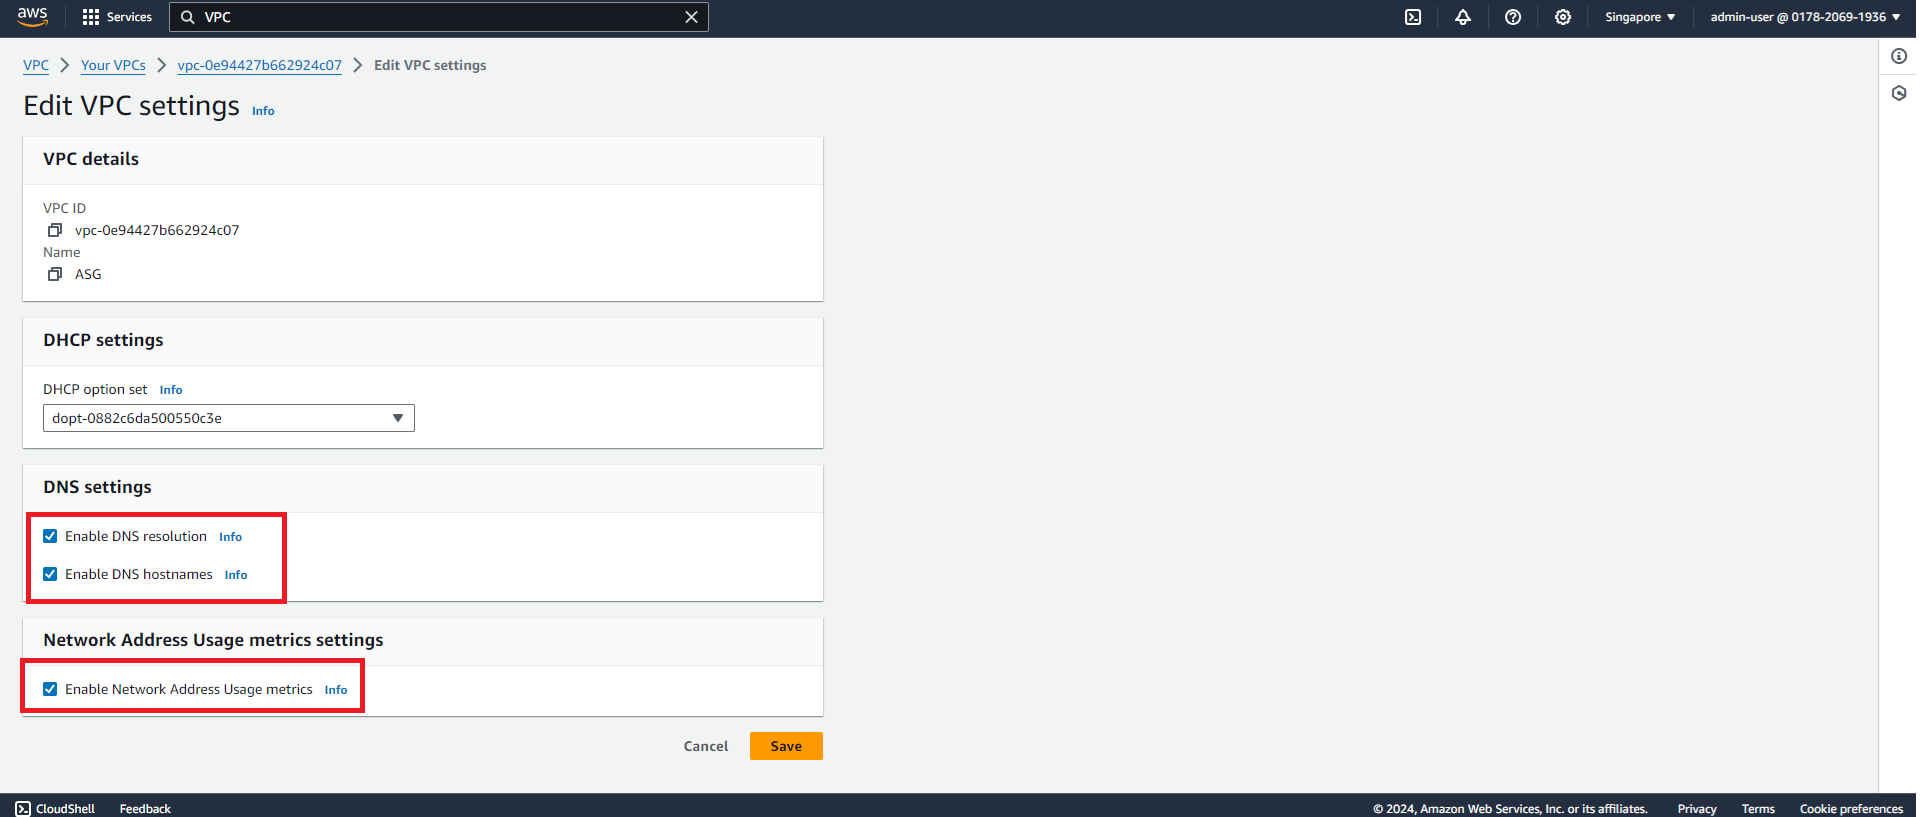 aws Services VPC Singapore admin-user @ 0178-2069-1936
VPC Your VPCs vpc-0e94427b662924c07 Edit VPC settings
Edit VPC settings Info
VPC details
VPC ID
vpc-0e94427b662924c07
Name
ASG
DHCP settings
DHCP option set Info
dopt-0882c6da500550c3e
DNS settings
Enable DNS resolution Info
Enable DNS hostnames Info
Network Address Usage metrics settings
Enable Network Address Usage metrics Info
Cancel Save
CloudShell Feedback © 2024, Amazon Web Services, Inc. or its affiliates. Privacy Terms Cookie preferences